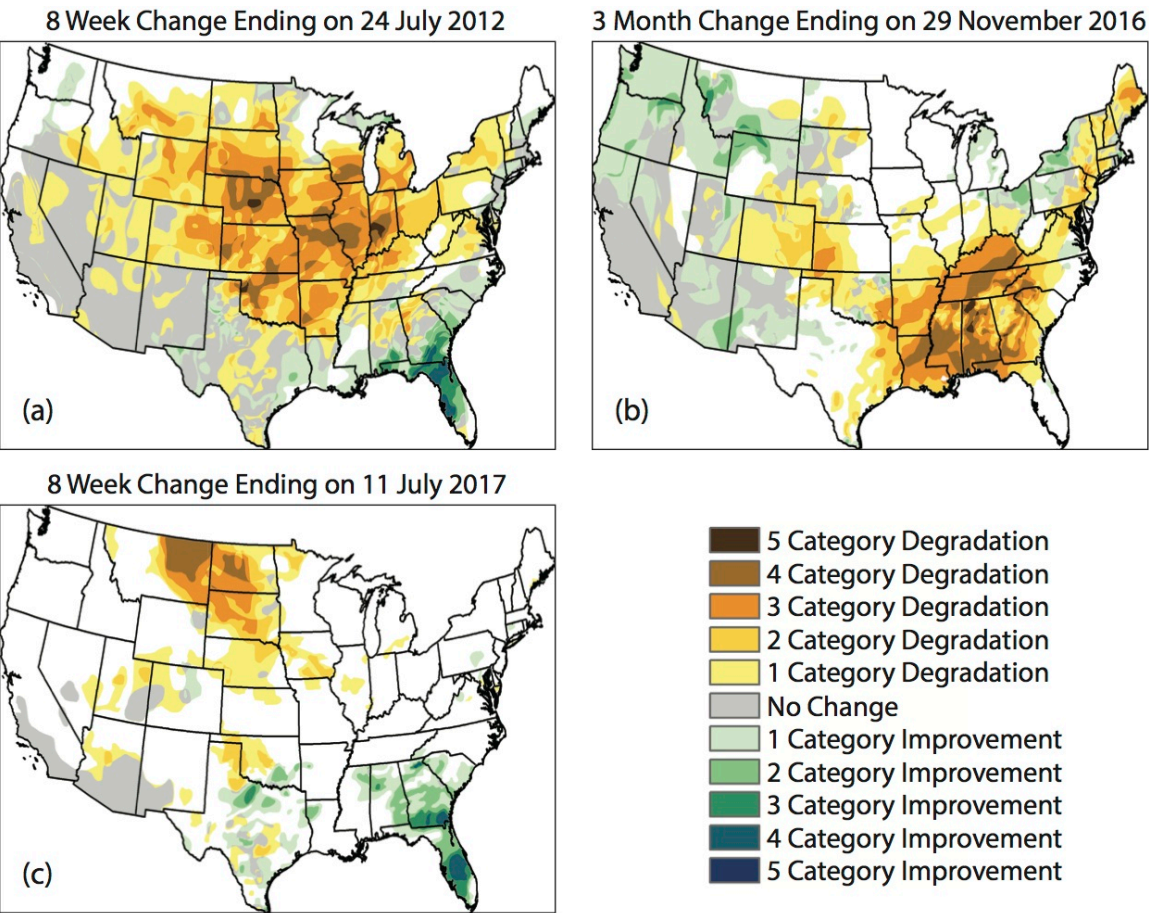 8 Week Change Ending on 24 July 2012
3 Month Change Ending on 29 November 2016
(a)
(b)
8 Week Change Ending on 11 July 2017
(c)
5 Category Degradation
4 Category Degradation
3 Category Degradation
2 Category Degradation
1 Category Degradation
No Change
1 Category Improvement
2 Category Improvement
3 Category Improvement
4 Category Improvement
5 Category Improvement